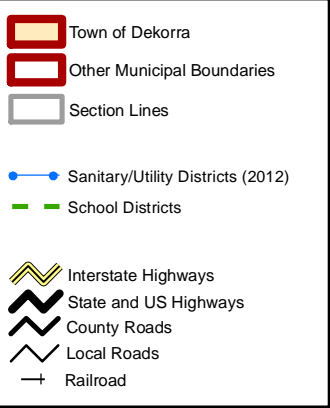 Town of Dekorra
Other Municipal Boundaries
Section Lines
Sanitary/Utility Districts (2012)
School Districts
Interstate Highways
State and US Highways
County Roads
Local Roads
Railroad